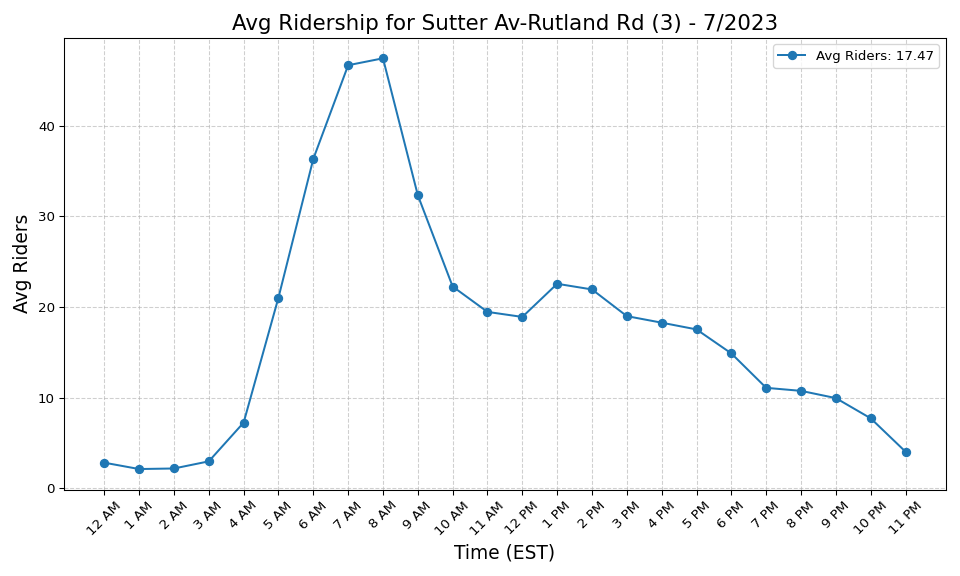 Avg Ridership for Sutter Av-Rutland Rd (3) - 7/2023
Avg Riders: 17.47
Avg Riders
40
30
20
10
0
12 AM
1 AM
2 AM
3 AM
4 AM
5 AM
6 AM
7 AM
8 AM
9 AM
10 AM
11 AM
12 PM
1 PM
2 PM
3 PM
4 PM
5 PM
6 PM
7 PM
8 PM
9 PM
10 PM
11 PM
Time (EST)